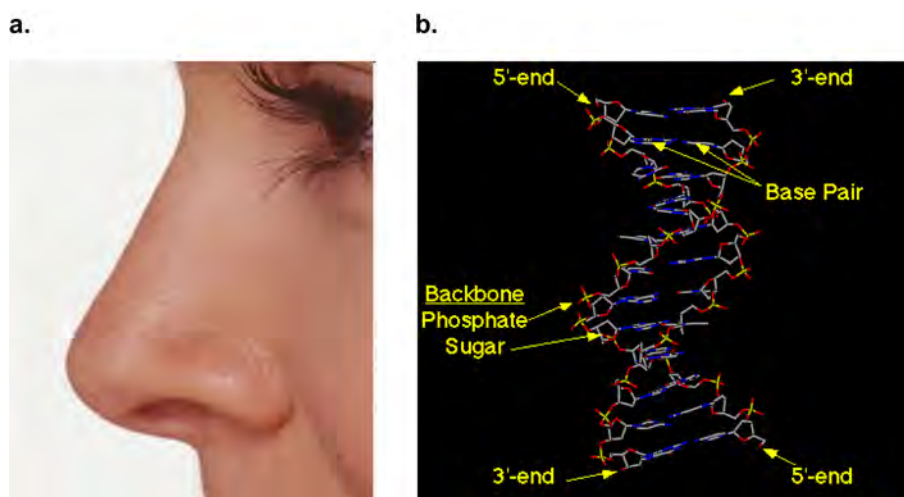 a.
b.
5'-end
3'-end
Base Pair
Backbone
Phosphate
Sugar
3'-end
5'-end